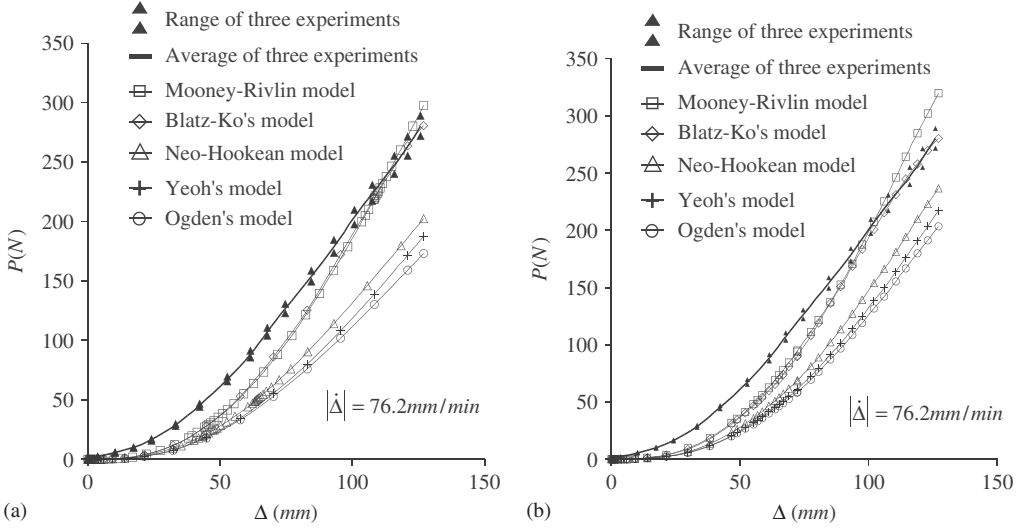 Range of three experiments
Average of three experiments
Mooney-Rivlin model
Blatz-Ko's model
Neo-Hookean model
Yeoh's model
Ogden's model
350
300
250
200
150
100
50
0
P(N)
|Δ̇| = 76.2mm/min
0
50
100
150
Δ (mm)
(a)
Range of three experiments
Average of three experiments
Mooney-Rivlin model
Blatz-Ko's model
Neo-Hookean model
Yeoh's model
Ogden's model
350
300
250
200
150
100
50
0
P(N)
|Δ̇| = 76.2mm/min
0
50
100
150
Δ (mm)
(b)